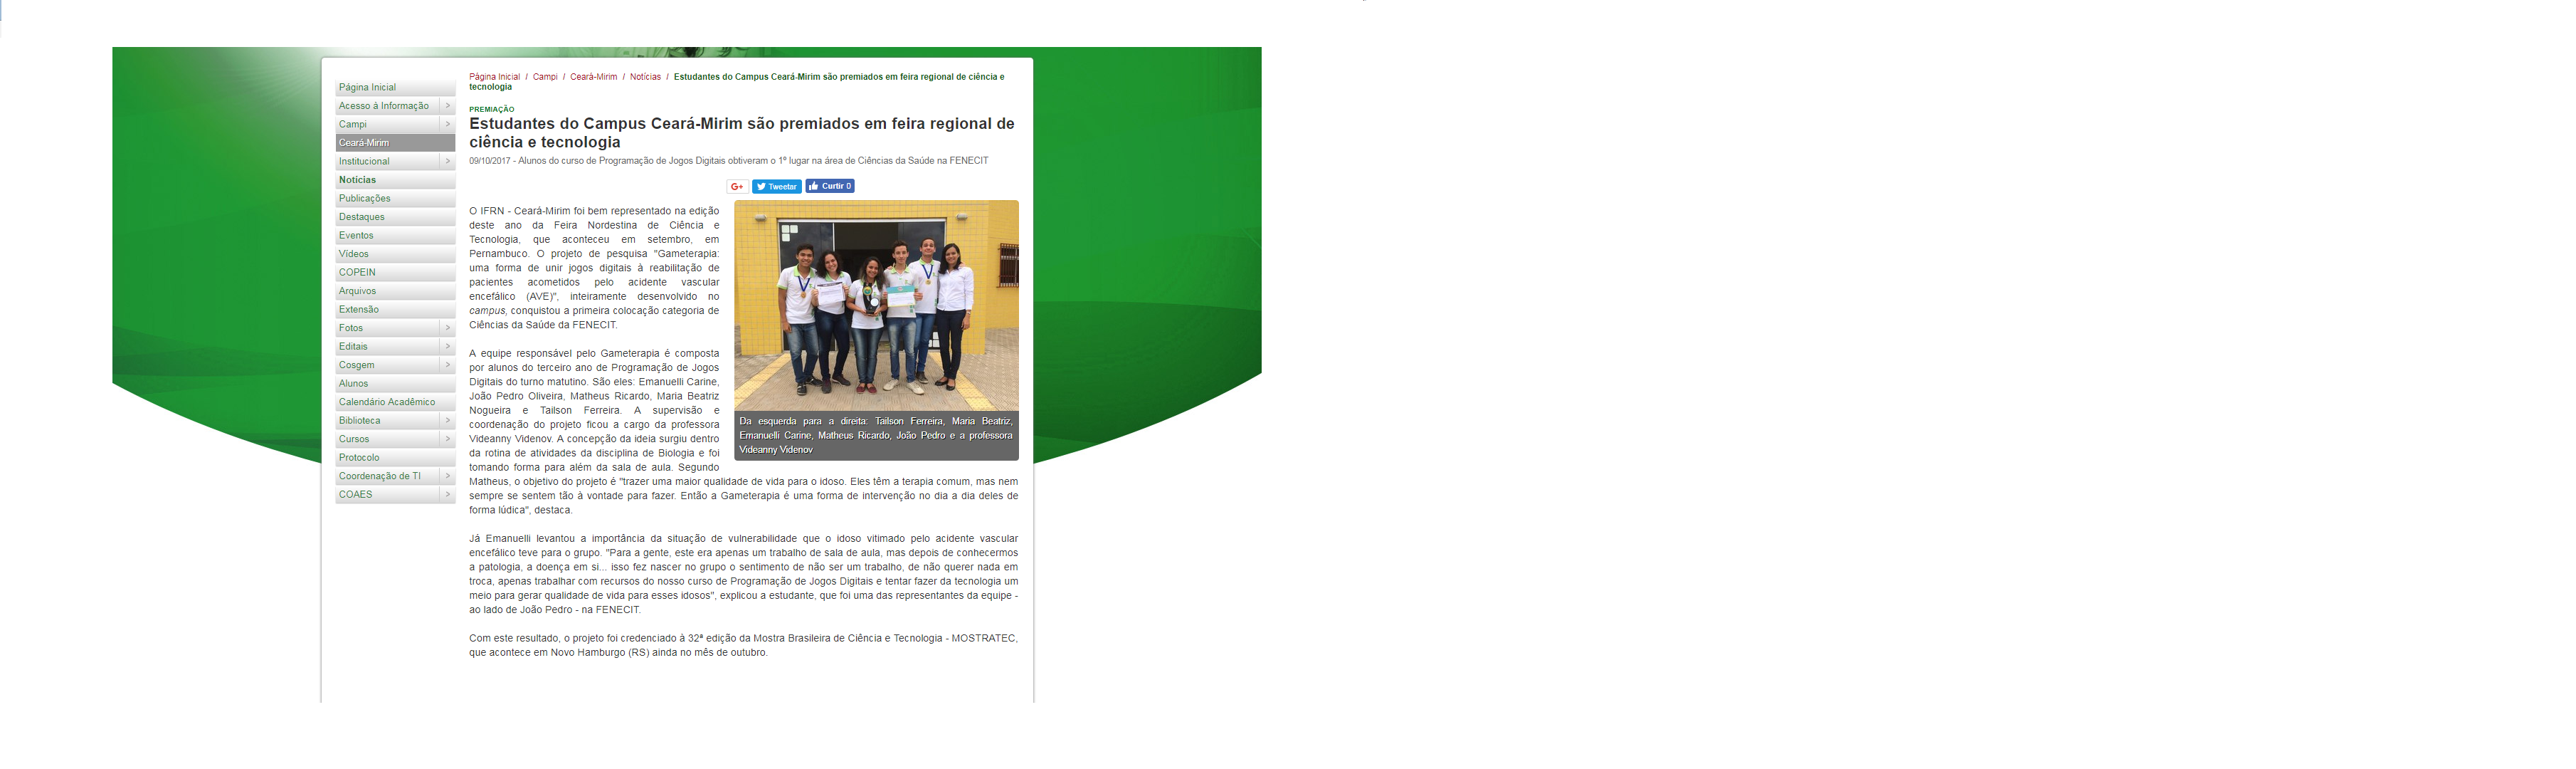 Página Inicial
Acesso à Informação >
Campi >
Ceará-Mirim
Institucional >
Notícias
Publicações
Destaques
Eventos
Vídeos
COPEIN
Arquivos
Extensão
Fotos >
Editais >
Cosgem >
Alunos
Calendário Acadêmico
Biblioteca >
Cursos >
Protocolo
Coordenação de TI >
COAES >
Página Inicial / Campi / Ceará-Mirim / Notícias / Estudantes do Campus Ceará-Mirim são premiados em feira regional de ciência e
tecnologia
PREMIAÇÃO
Estudantes do Campus Ceará-Mirim são premiados em feira regional de
ciência e tecnologia
09/10/2017 - Alunos do curso de Programação de Jogos Digitais obtiveram o 1º lugar na área de Ciências da Saúde na FENECIT
G+ Tweetar Curtir 0
O IFRN - Ceará-Mirim foi bem representado na edição
deste ano da Feira Nordestina de Ciência e
Tecnologia, que aconteceu em setembro, em
Pernambuco. O projeto de pesquisa "Gameterapia:
uma forma de unir jogos digitais à reabilitação de
pacientes acometidos pelo acidente vascular
encefálico (AVE)", inteiramente desenvolvido no
campus, conquistou a primeira colocação categoria de
Ciências da Saúde da FENECIT.
A equipe responsável pelo Gameterapia é composta
por alunos do terceiro ano de Programação de Jogos
Digitais do turno matutino. São eles: Emanuelli Carine,
João Pedro Oliveira, Matheus Ricardo, Maria Beatriz
Nogueira e Tailson Ferreira. A supervisão e
coordenação do projeto ficou a cargo da professora
Videanny Videnov. A concepção da ideia surgiu dentro
da rotina de atividades da disciplina de Biologia e foi
tomando forma para além da sala de aula. Segundo
Matheus, o objetivo do projeto é "trazer uma maior qualidade de vida para o idoso. Eles têm a terapia comum, mas nem
sempre se sentem tão à vontade para fazer. Então a Gameterapia é uma forma de intervenção no dia a dia deles de
forma lúdica", destaca.
Da esquerda para a direita: Tailson Ferreira, Maria Beatriz,
Emanuelli Carine, Matheus Ricardo, João Pedro e a professora
Videanny Videnov
Já Emanuelli levantou a importância da situação de vulnerabilidade que o idoso vitimado pelo acidente vascular
encefálico teve para o grupo. "Para a gente, este era apenas um trabalho de sala de aula, mas depois de conhecermos
a patologia, a doença em si... isso fez nascer no grupo o sentimento de não ser um trabalho, de não querer nada em
troca, apenas trabalhar com recursos do nosso curso de Programação de Jogos Digitais e tentar fazer da tecnologia um
meio para gerar qualidade de vida para esses idosos", explicou a estudante, que foi uma das representantes da equipe -
ao lado de João Pedro - na FENECIT.
Com este resultado, o projeto foi credenciado à 32ª edição da Mostra Brasileira de Ciência e Tecnologia - MOSTRATEC,
que acontece em Novo Hamburgo (RS) ainda no mês de outubro.